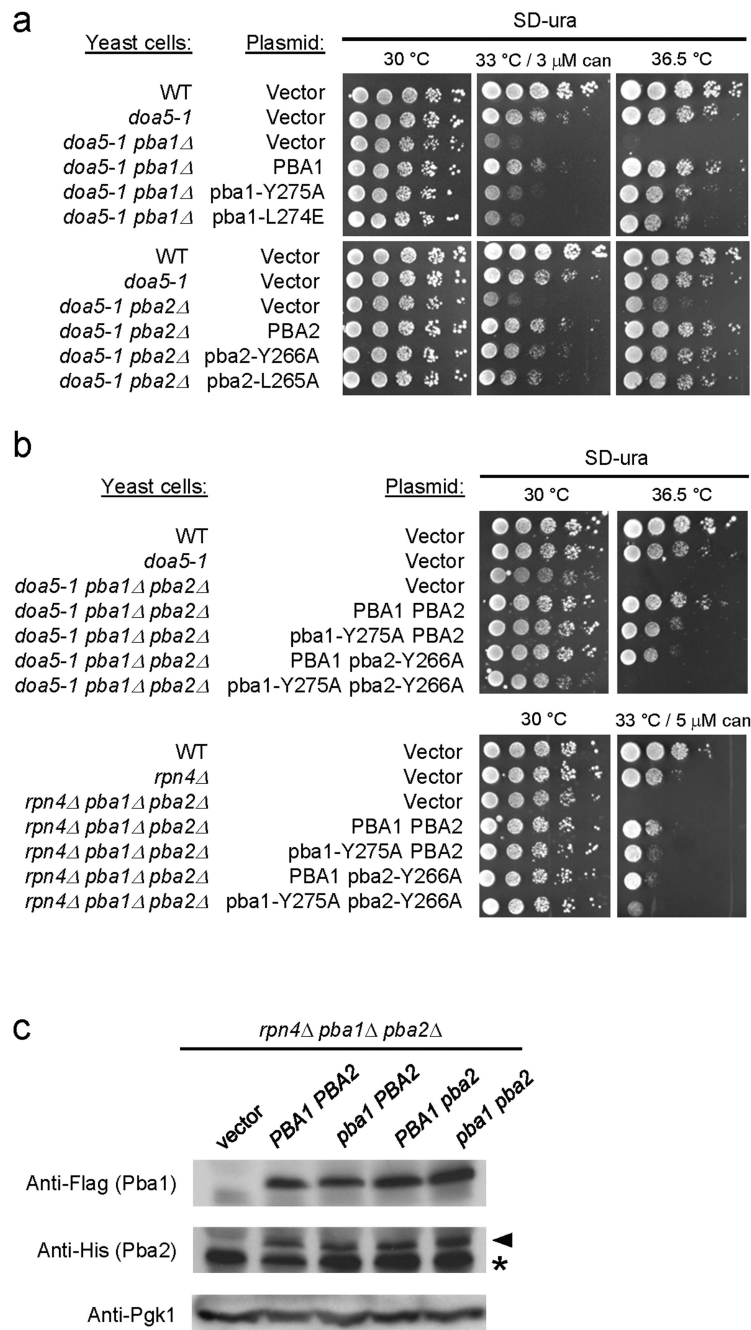 a
SD-ura
Yeast cells: Plasmid: 30 °C 33 °C / 3 µM can 36.5 °C
WT Vector
doa5-1 Vector
doa5-1 pba1Δ Vector
doa5-1 pba1Δ PBA1
doa5-1 pba1Δ pba1-Y275A
doa5-1 pba1Δ pba1-L274E
WT Vector
doa5-1 Vector
doa5-1 pba2Δ Vector
doa5-1 pba2Δ PBA2
doa5-1 pba2Δ pba2-Y266A
doa5-1 pba2Δ pba2-L265A
b
SD-ura
Yeast cells: Plasmid: 30 °C 36.5 °C
WT Vector
doa5-1 Vector
doa5-1 pba1Δ pba2Δ Vector
doa5-1 pba1Δ pba2Δ PBA1 PBA2
doa5-1 pba1Δ pba2Δ pba1-Y275A PBA2
doa5-1 pba1Δ pba2Δ PBA1 pba2-Y266A
doa5-1 pba1Δ pba2Δ pba1-Y275A pba2-Y266A
30 °C 33 °C / 5 µM can
WT Vector
rpn4Δ Vector
rpn4Δ pba1Δ pba2Δ Vector
rpn4Δ pba1Δ pba2Δ PBA1 PBA2
rpn4Δ pba1Δ pba2Δ pba1-Y275A PBA2
rpn4Δ pba1Δ pba2Δ PBA1 pba2-Y266A
rpn4Δ pba1Δ pba2Δ pba1-Y275A pba2-Y266A
c
rpn4Δ pba1Δ pba2Δ
vector PBA1 PBA2 pba1 PBA2 PBA1 pba2 pba1 pba2
Anti-Flag (Pba1)
Anti-His (Pba2)
*
Anti-Pgk1